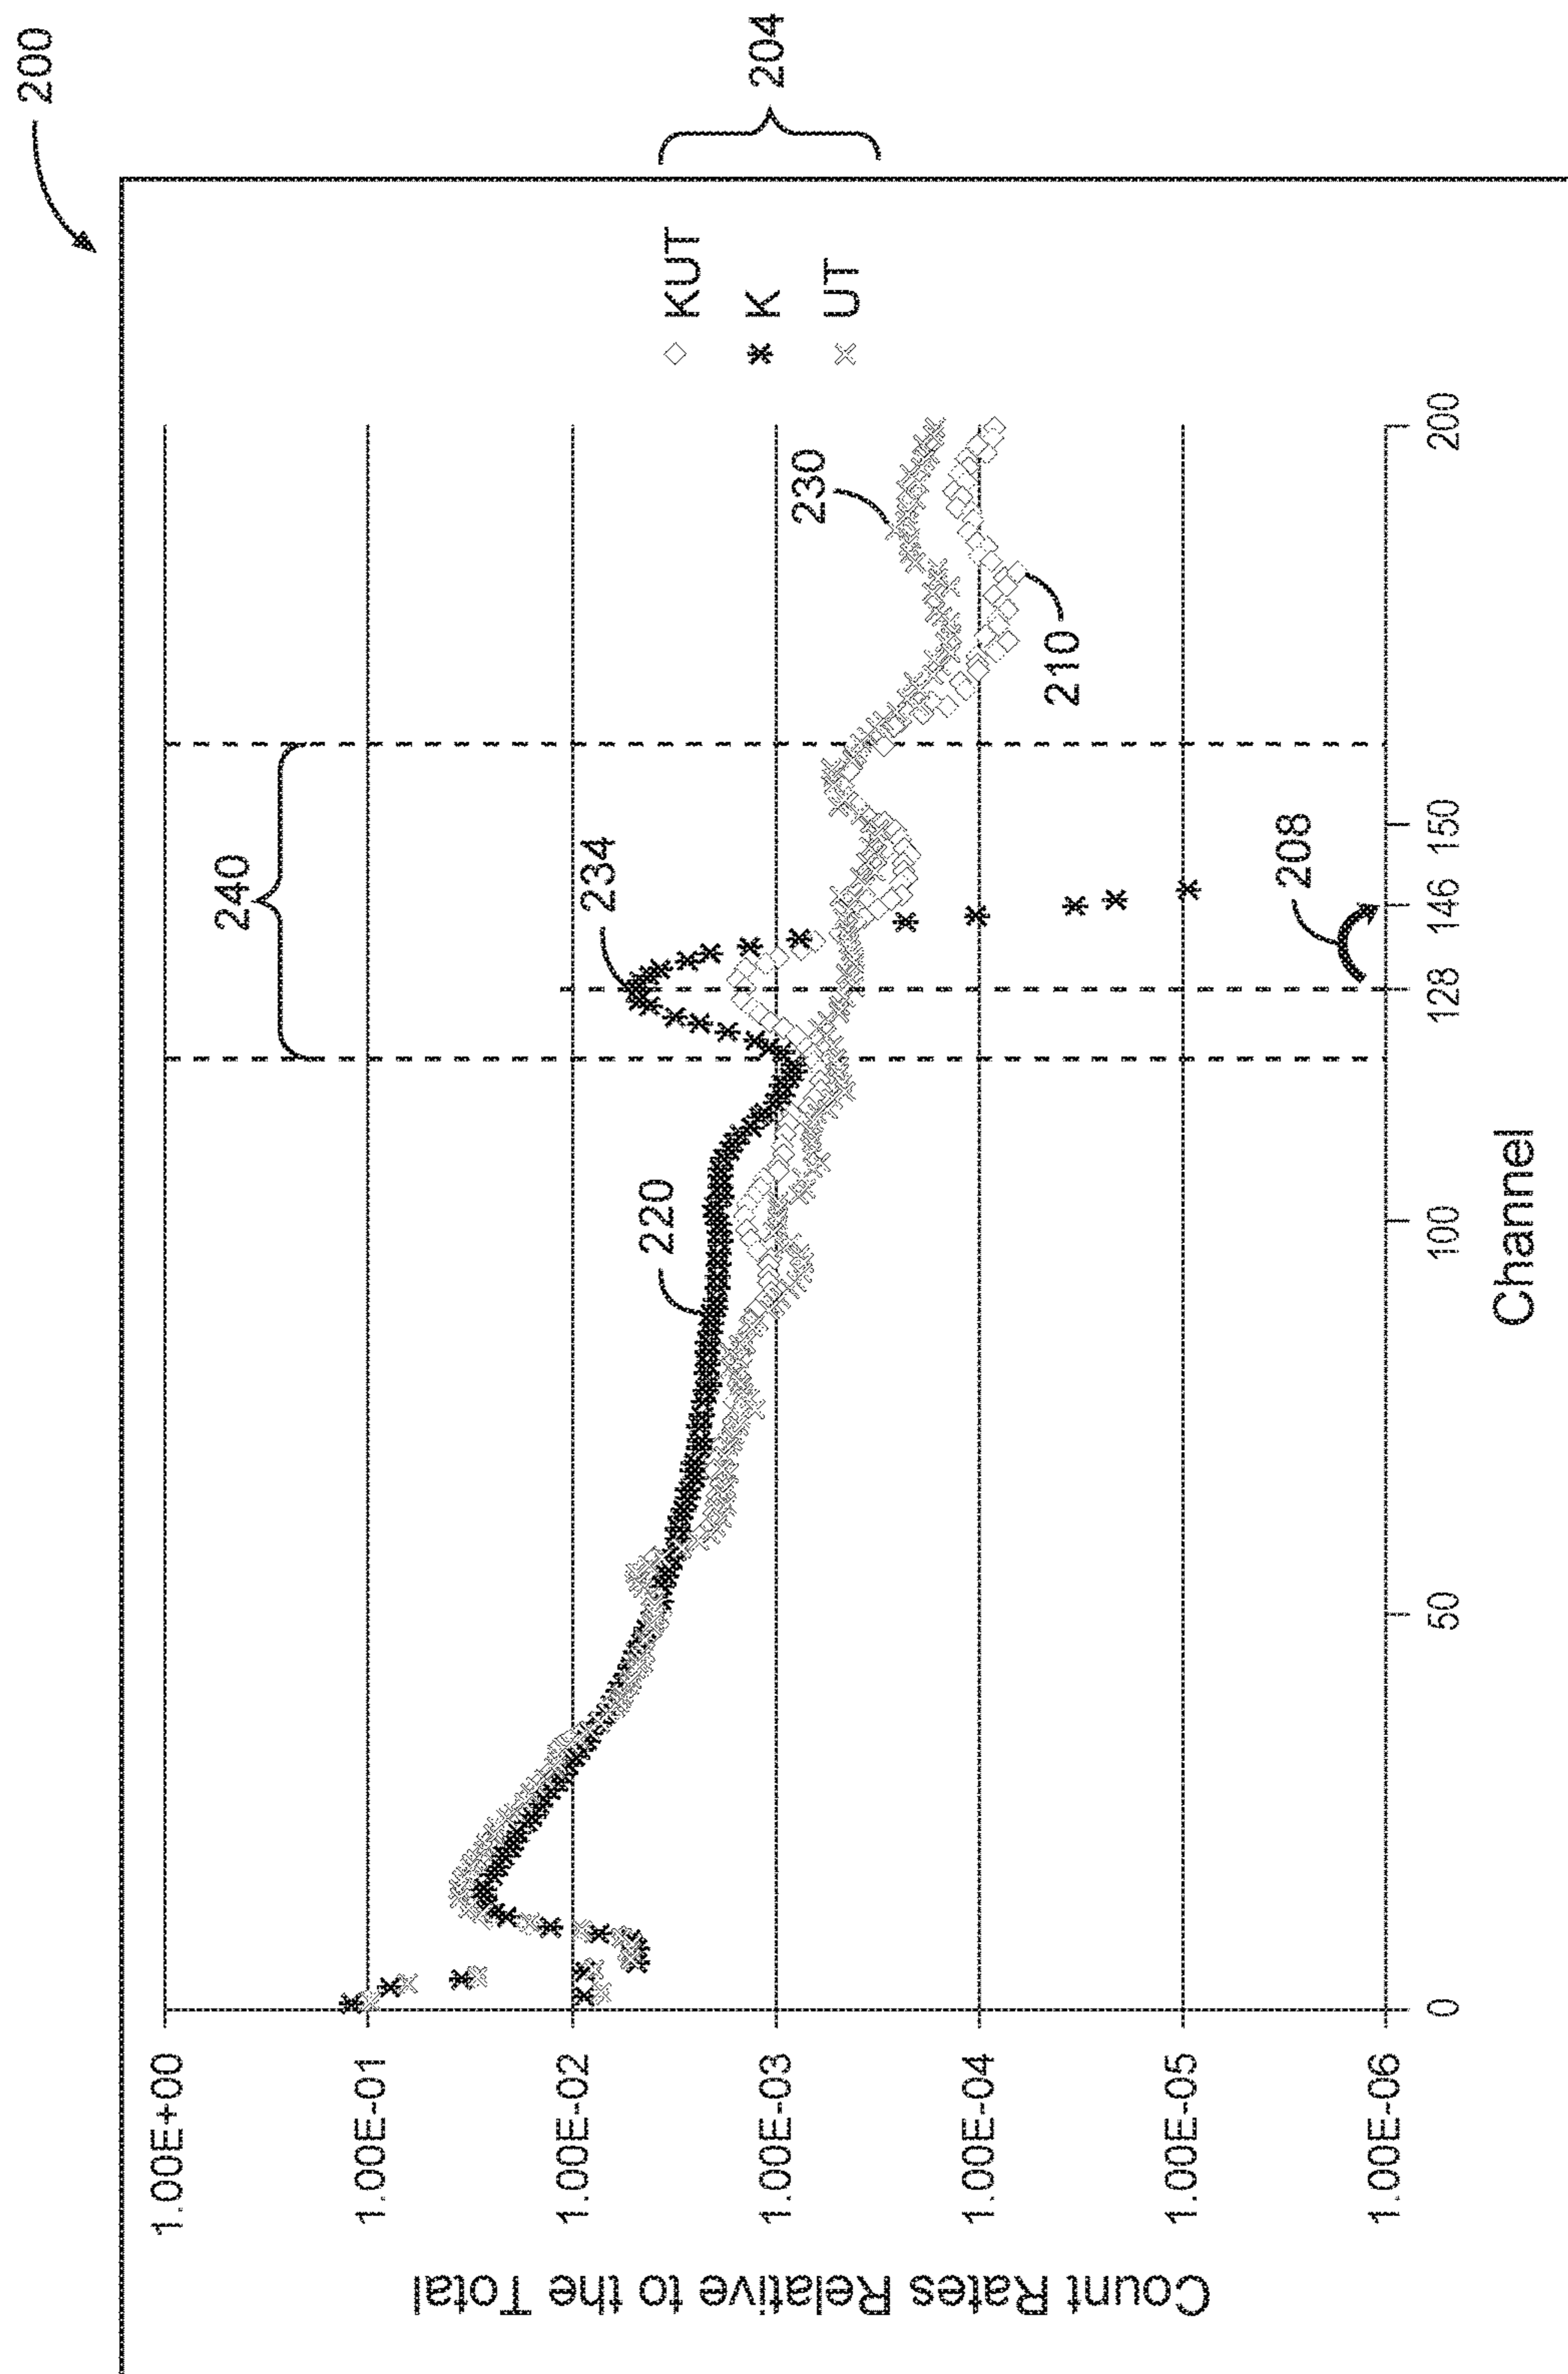 200
204
1.00E+00
1.00E-01
1.00E-02
1.00E-03
1.00E-04
1.00E-05
1.00E-06
Count Rates Relative to the Total
240
234
220
230
210
208
KUT
K
UT
0
50
100
128
146
150
200
Channel